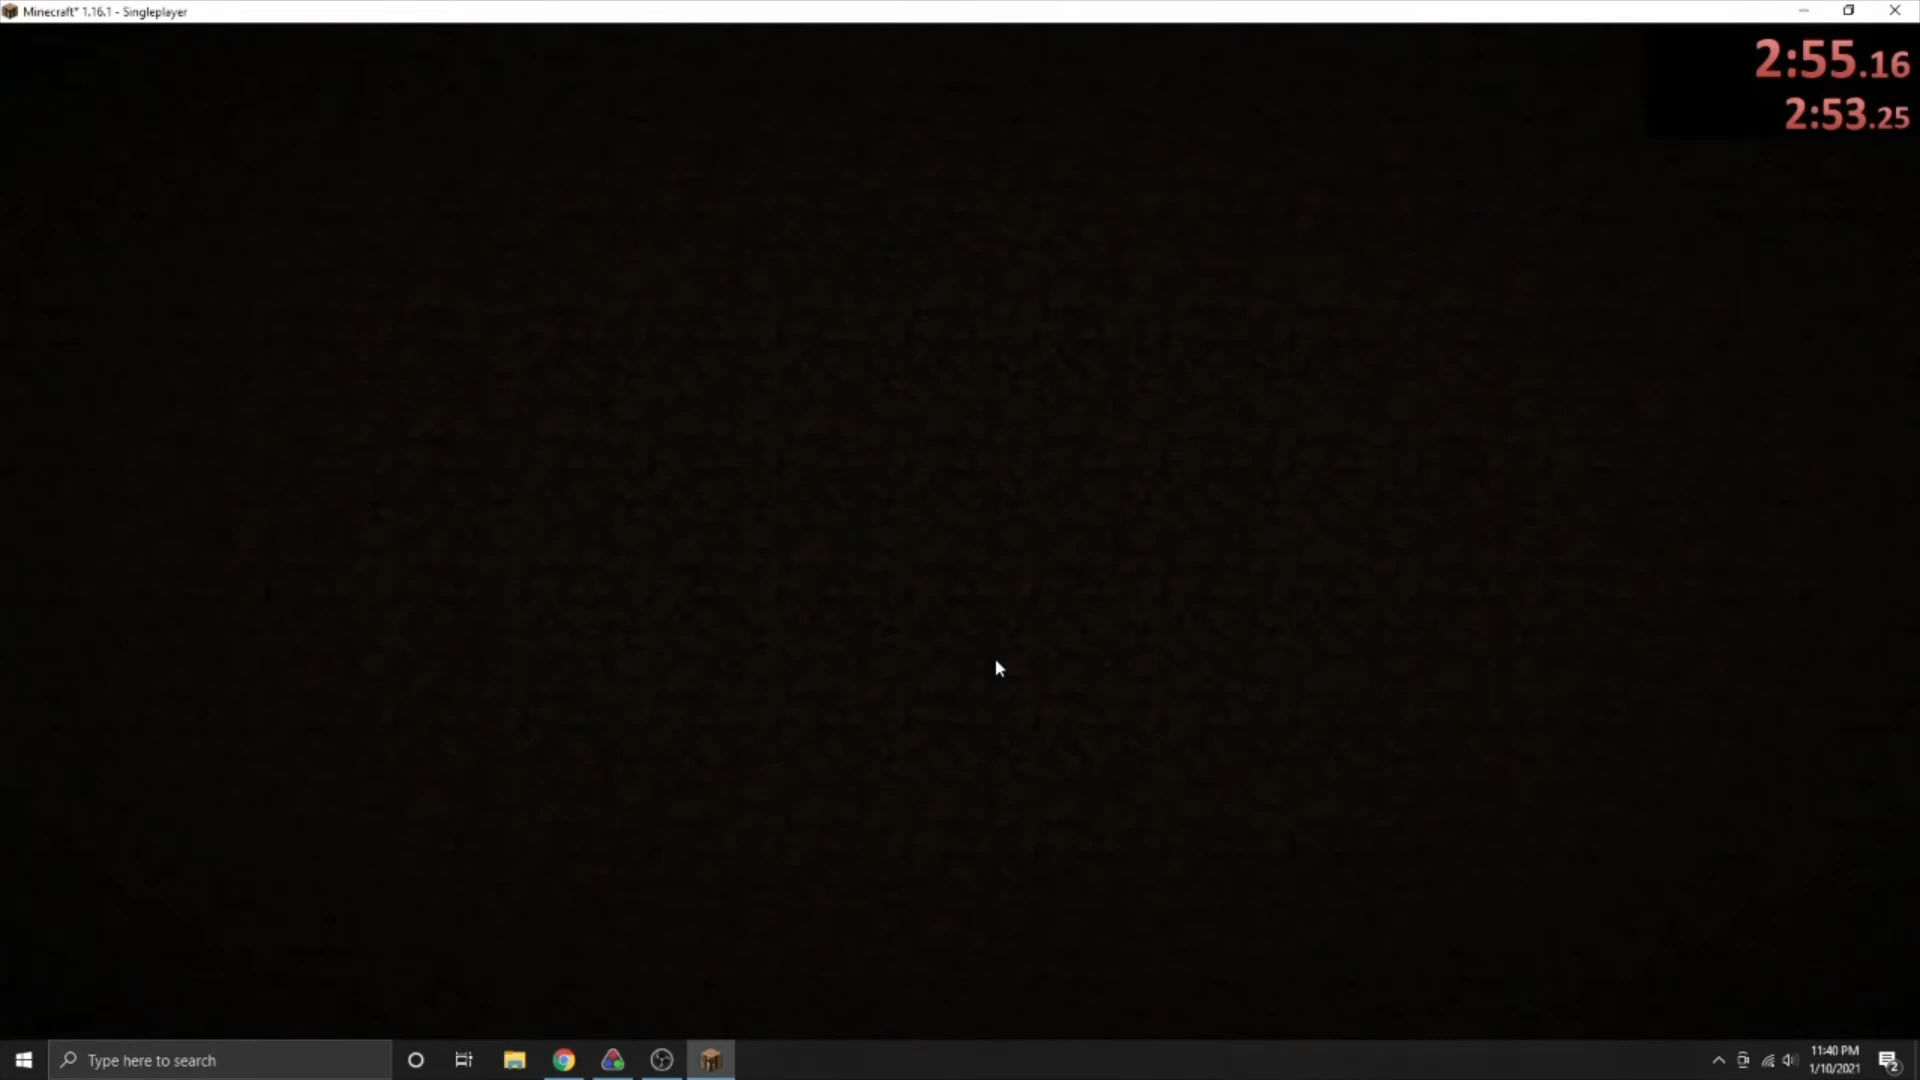 Minecraft* 1.16.1 - Singleplayer
2:55.16
2:53.25
Type here to search
11:40 PM
1/10/2021
2